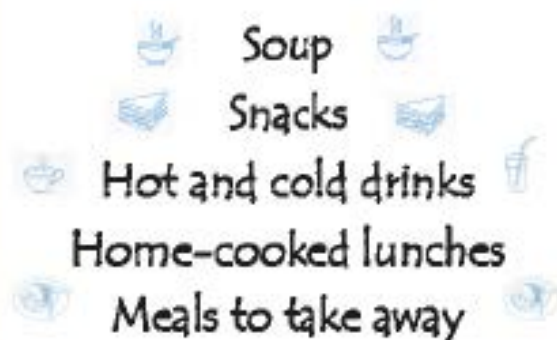 Soup
Snacks
Hot and cold drinks
Home-cooked lunches
Meals to take away